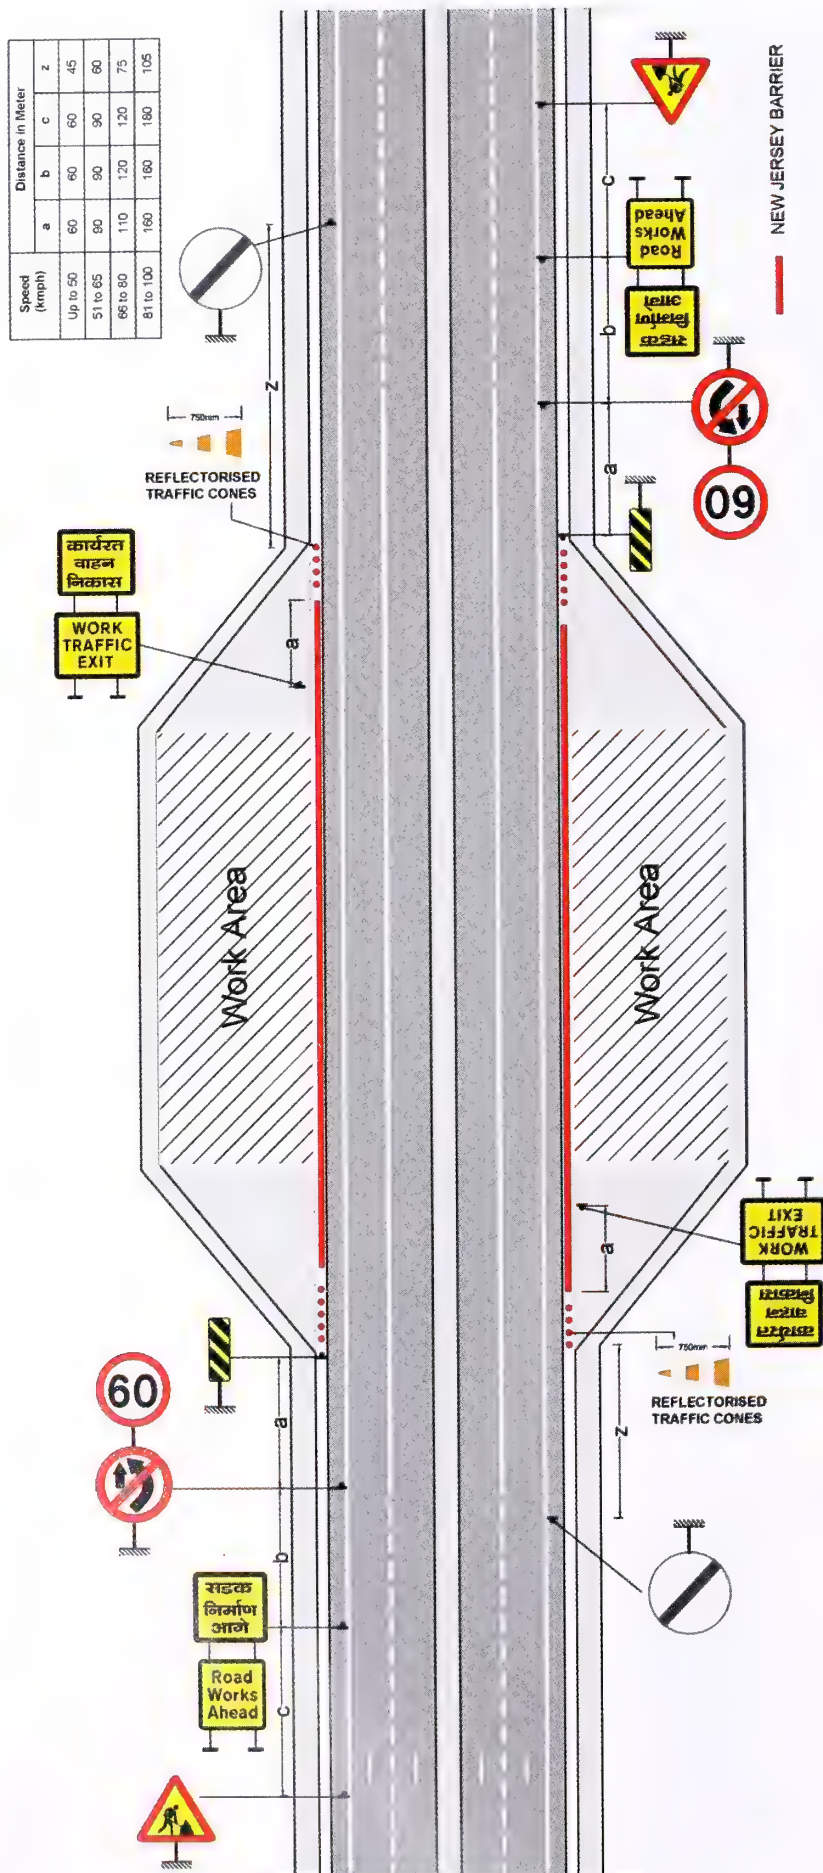 Speed
(kmph)
Distance in Meter
a b c z
Up to 50 60 60 60 45
51 to 65 90 90 90 60
66 to 80 110 120 120 75
81 to 100 160 160 180 105
z
750mm
REFLECTORISED
TRAFFIC CONES
कार्यरत
वाहन
निकास
WORK
TRAFFIC
EXIT
a
Work Area
60
a
b
सडक
निर्माण
आगे
Road
Works
Ahead
c
c
Road
Works
Ahead
सडक
निर्माण
आगे
b
NEW JERSEY BARRIER
a
60
Work Area
WORK
TRAFFIC
EXIT
कार्यरत
वाहन
निकास
a
750mm
REFLECTORISED
TRAFFIC CONES
z